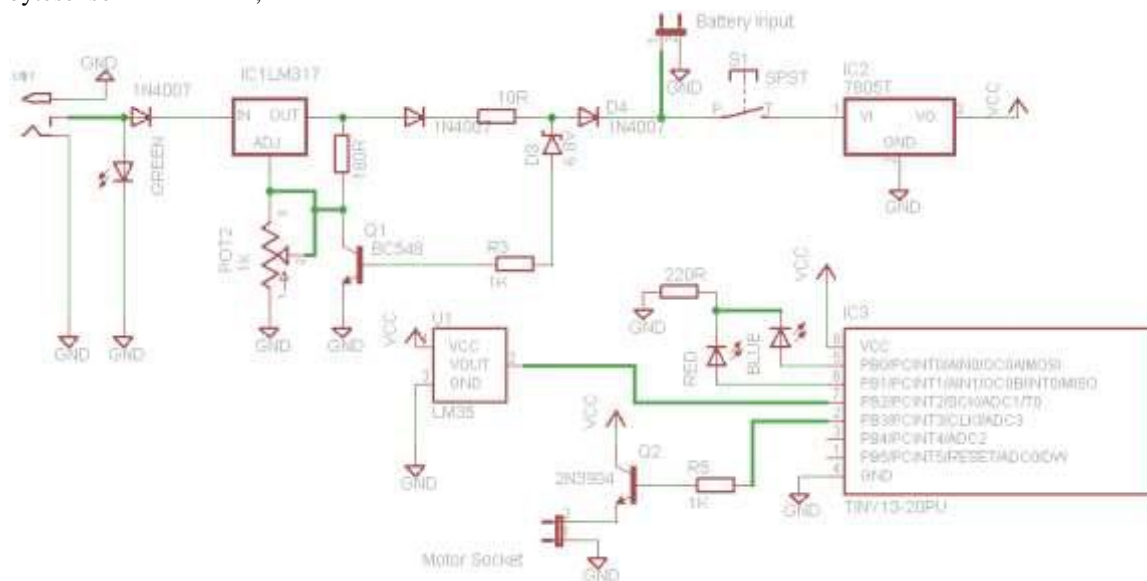 Battery Input
GND
1N4007
IC1LM317
GND
S1
SPST
IC2
7805T
10R
D4
1N4007
1N4007
IN
OUT
ADJ
P
T
1
VI
VO
GND
VCC
GREEN
180R
D3
6.8V
GND
POT2
1K
Q1
BC548
R3
1K
GND
GND
GND
GND
220R
GND
VCC
IC3
RED
BLUE
VCC
U1
VCC
VOUT
GND
LM35
GND
VCC
PB0/PCINT0/AIN0/OC0A/MOSI
PB1/PCINT1/AIN1/OC0B/INT0/MISO
PB2/PCINT2/SCK/ADC1/T0
PB3/PCINT3/CLKI/ADC3
PB4/PCINT4/ADC2
PB5/PCINT5/RESET/ADC0/DW
GND
TINY13-20PU
VCC
Q2
2N3904
R5
1K
GND
Motor Socket
GND